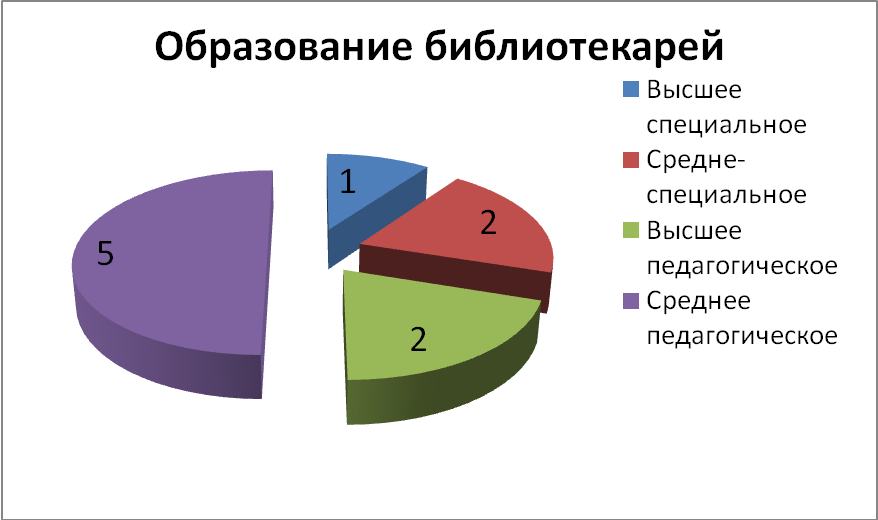 Образование библиотекарей
1
2
2
5
Высшее
специальное
Средне-
специальное
Высшее
педагогическое
Среднее
педагогическое